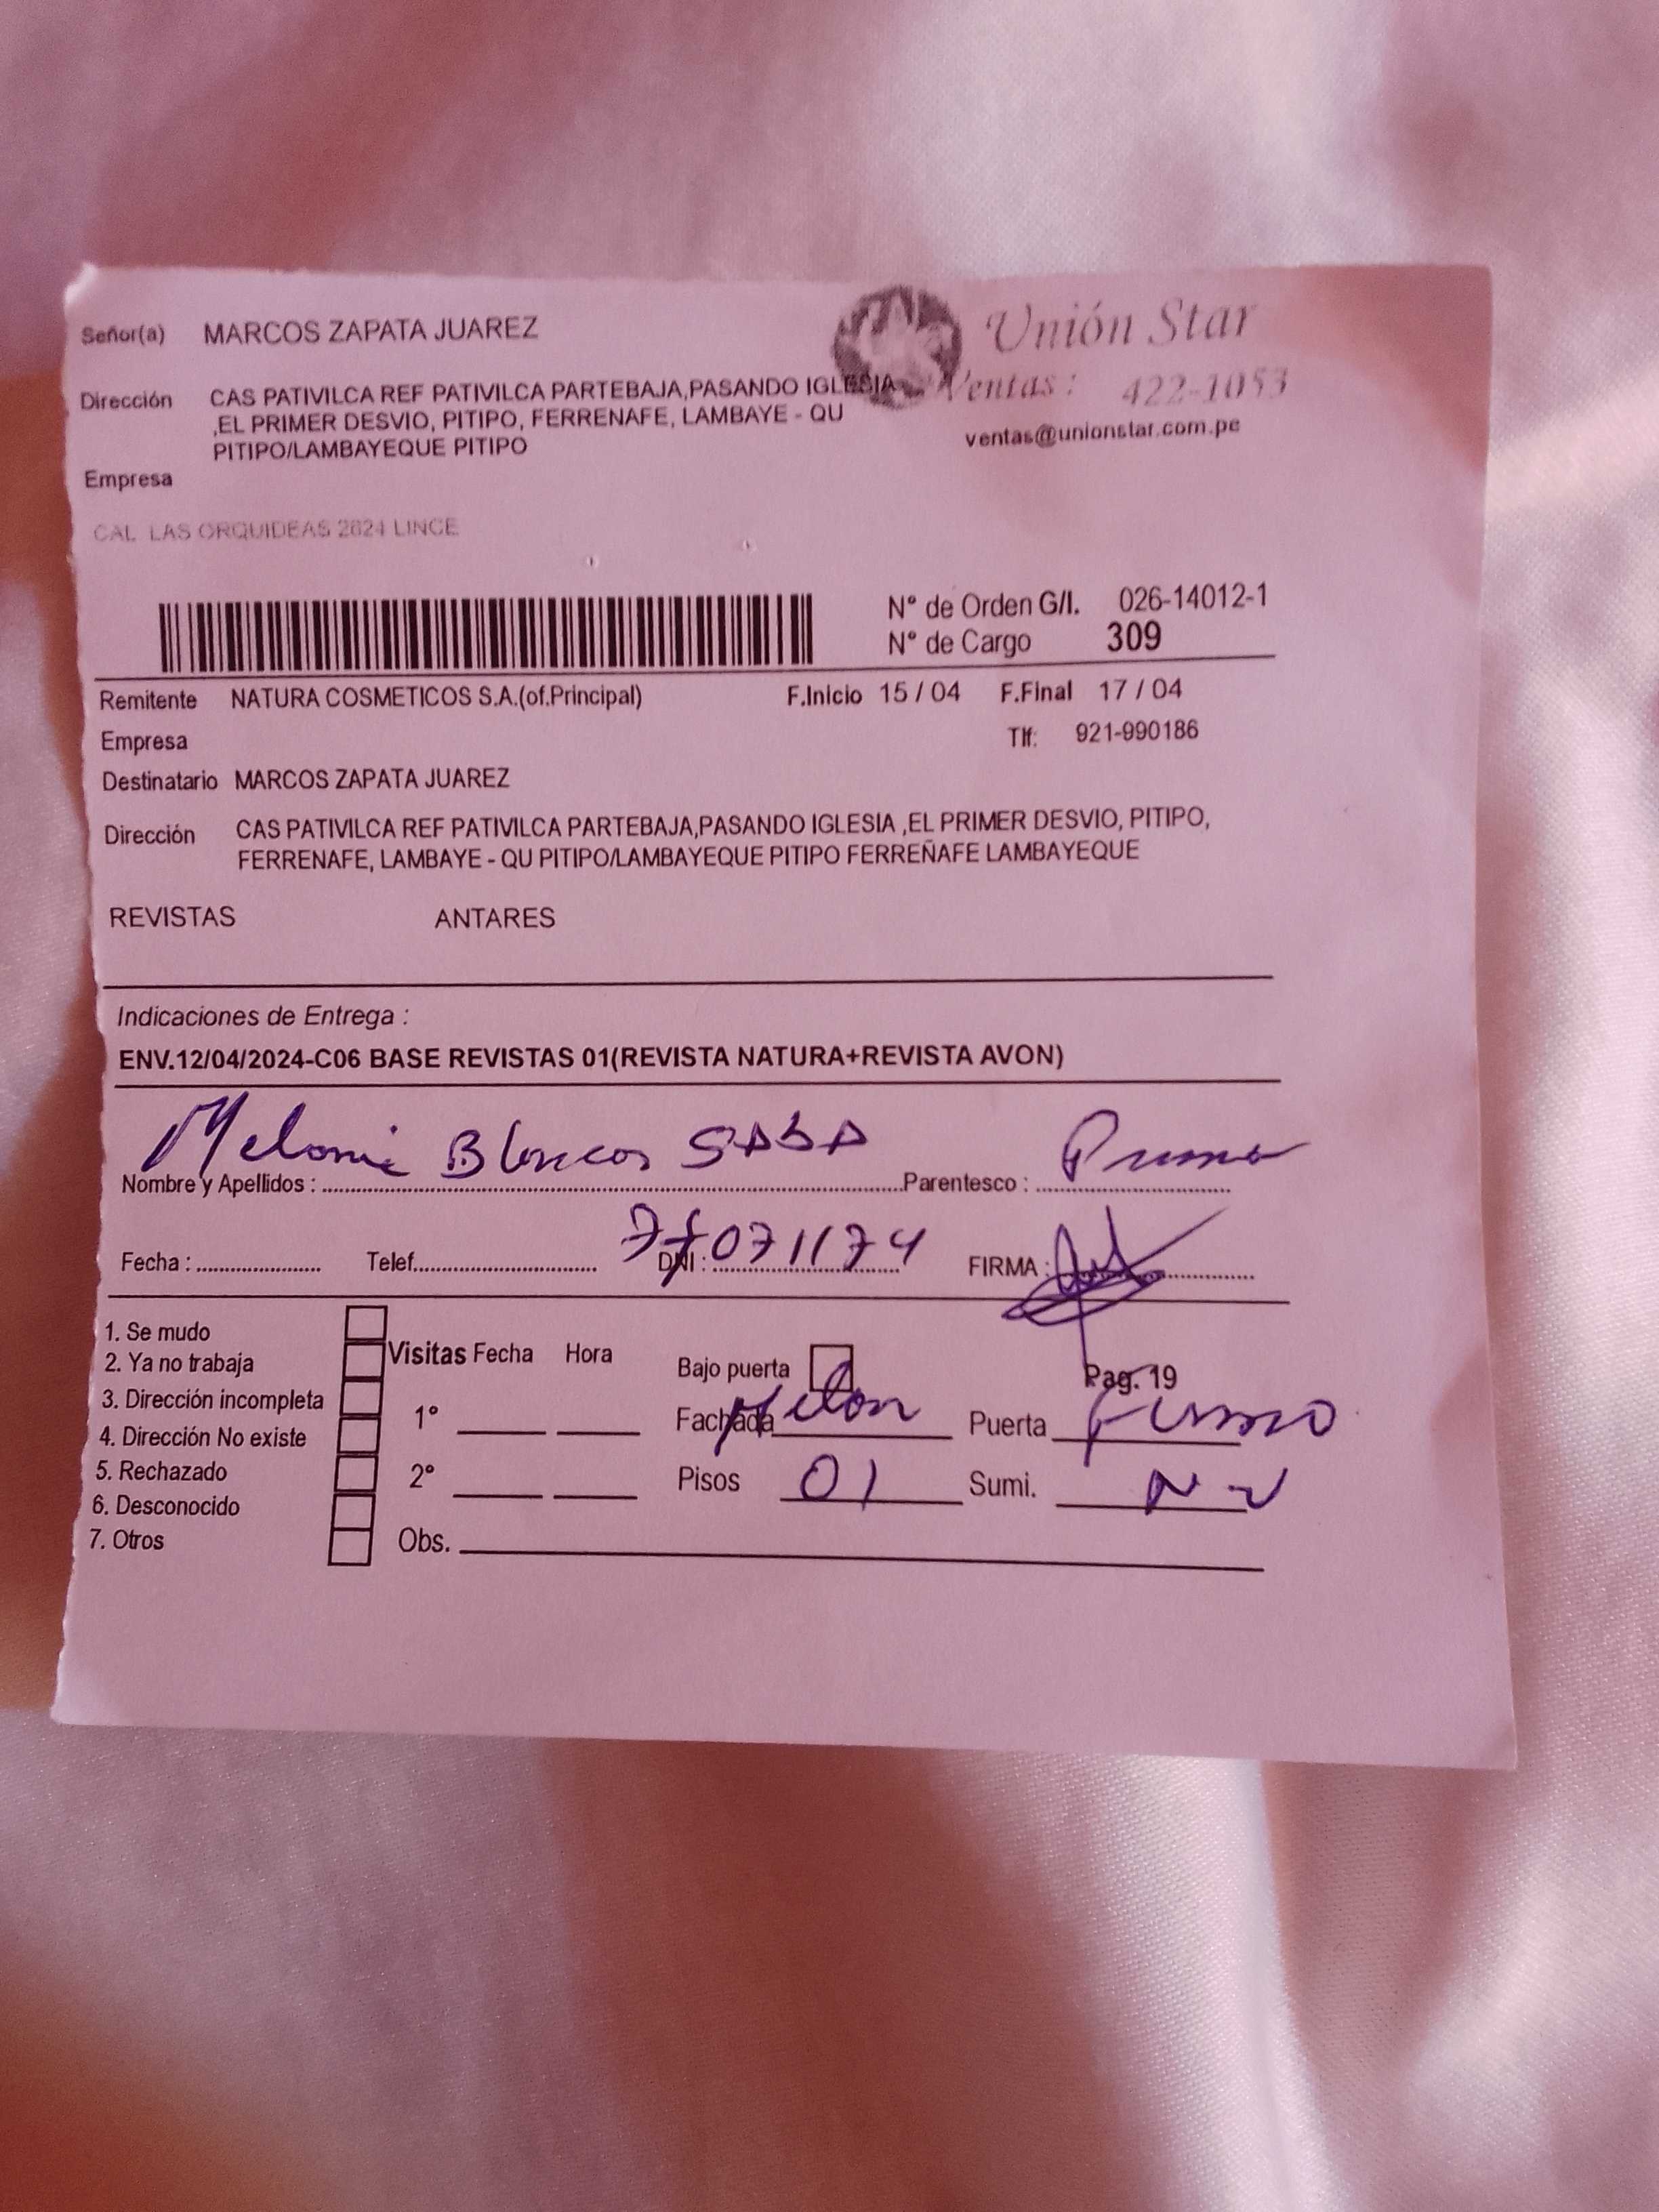 Señor(a) MARCOS ZAPATA JUAREZ
Unión Star
Dirección CAS PATIVILCA REF PATIVILCA PARTEBAJA,PASANDO IGLESIA
,EL PRIMER DESVIO, PITIPO, FERRENAFE, LAMBAYE - QU
PITIPO/LAMBAYEQUE PITIPO
Ventas : 422-1053
ventas@unionstar.com.pe
Empresa
CAL LAS ORQUIDEAS 2624 LINCE
N° de Orden G/I. 026-14012-1
N° de Cargo 309
Remitente NATURA COSMETICOS S.A.(of.Principal) F.Inicio 15 / 04 F.Final 17 / 04
Empresa Tlf: 921-990186
Destinatario MARCOS ZAPATA JUAREZ
Dirección CAS PATIVILCA REF PATIVILCA PARTEBAJA,PASANDO IGLESIA ,EL PRIMER DESVIO, PITIPO,
FERRENAFE, LAMBAYE - QU PITIPO/LAMBAYEQUE PITIPO FERREÑAFE LAMBAYEQUE
REVISTAS ANTARES
Indicaciones de Entrega :
ENV.12/04/2024-C06 BASE REVISTAS 01(REVISTA NATURA+REVISTA AVON)
Nombre y Apellidos : Melanie Blancos Parentesco :
Fecha : Telef. DNI : 77071174 FIRMA :
1. Se mudo
2. Ya no trabaja
3. Dirección incompleta
4. Dirección No existe
5. Rechazado
6. Desconocido
7. Otros
Visitas Fecha Hora
1°
2°
Obs.
Bajo puerta Pag. 19
Fachada Puerta
Pisos 01 Sumi.